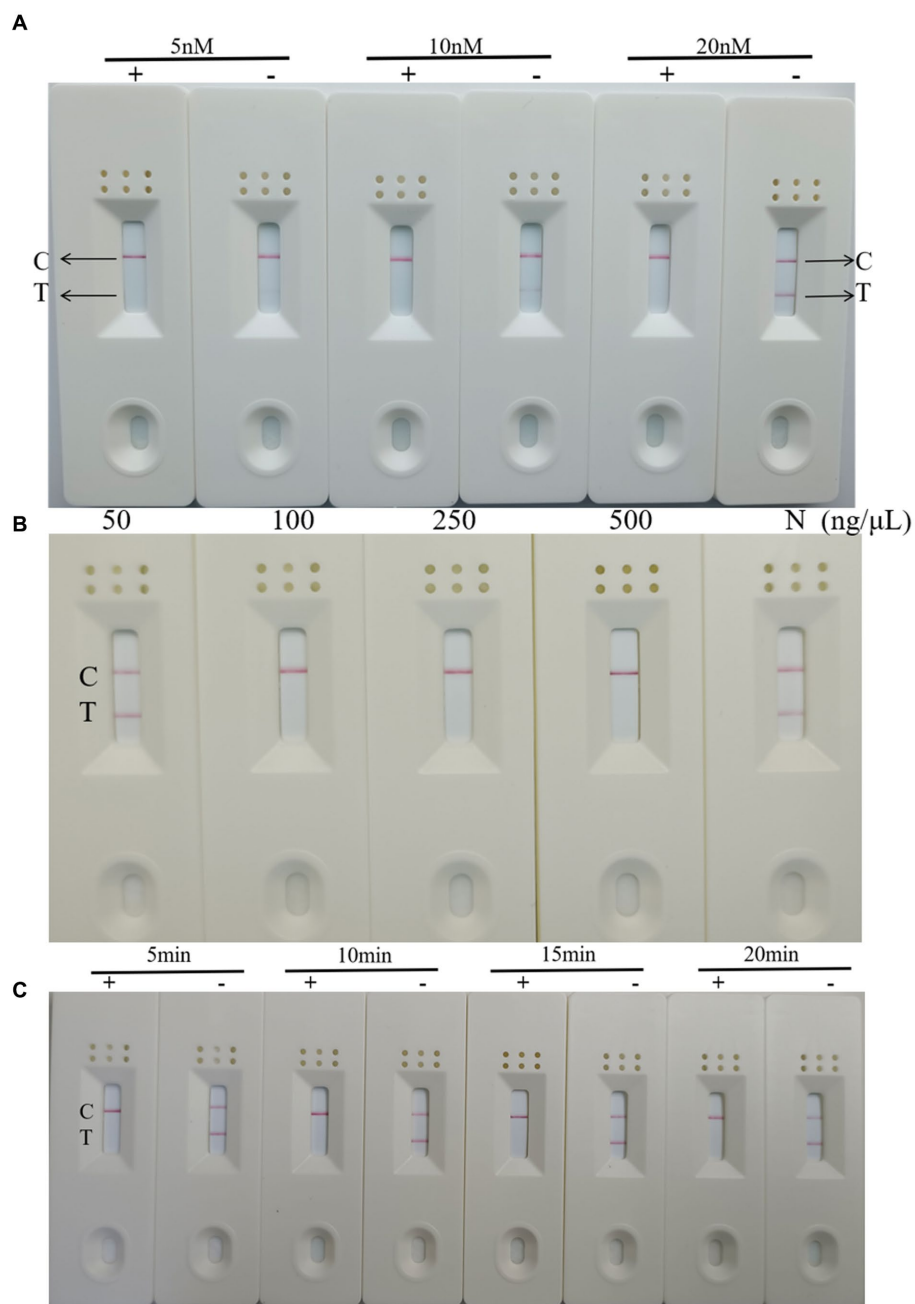 A
5nM 10nM 20nM
+ - + - + -
C C
T T
B
50 100 250 500 N (ng/μL)
C
T
5min 10min 15min 20min
C
+ - + - + - + -
C
T